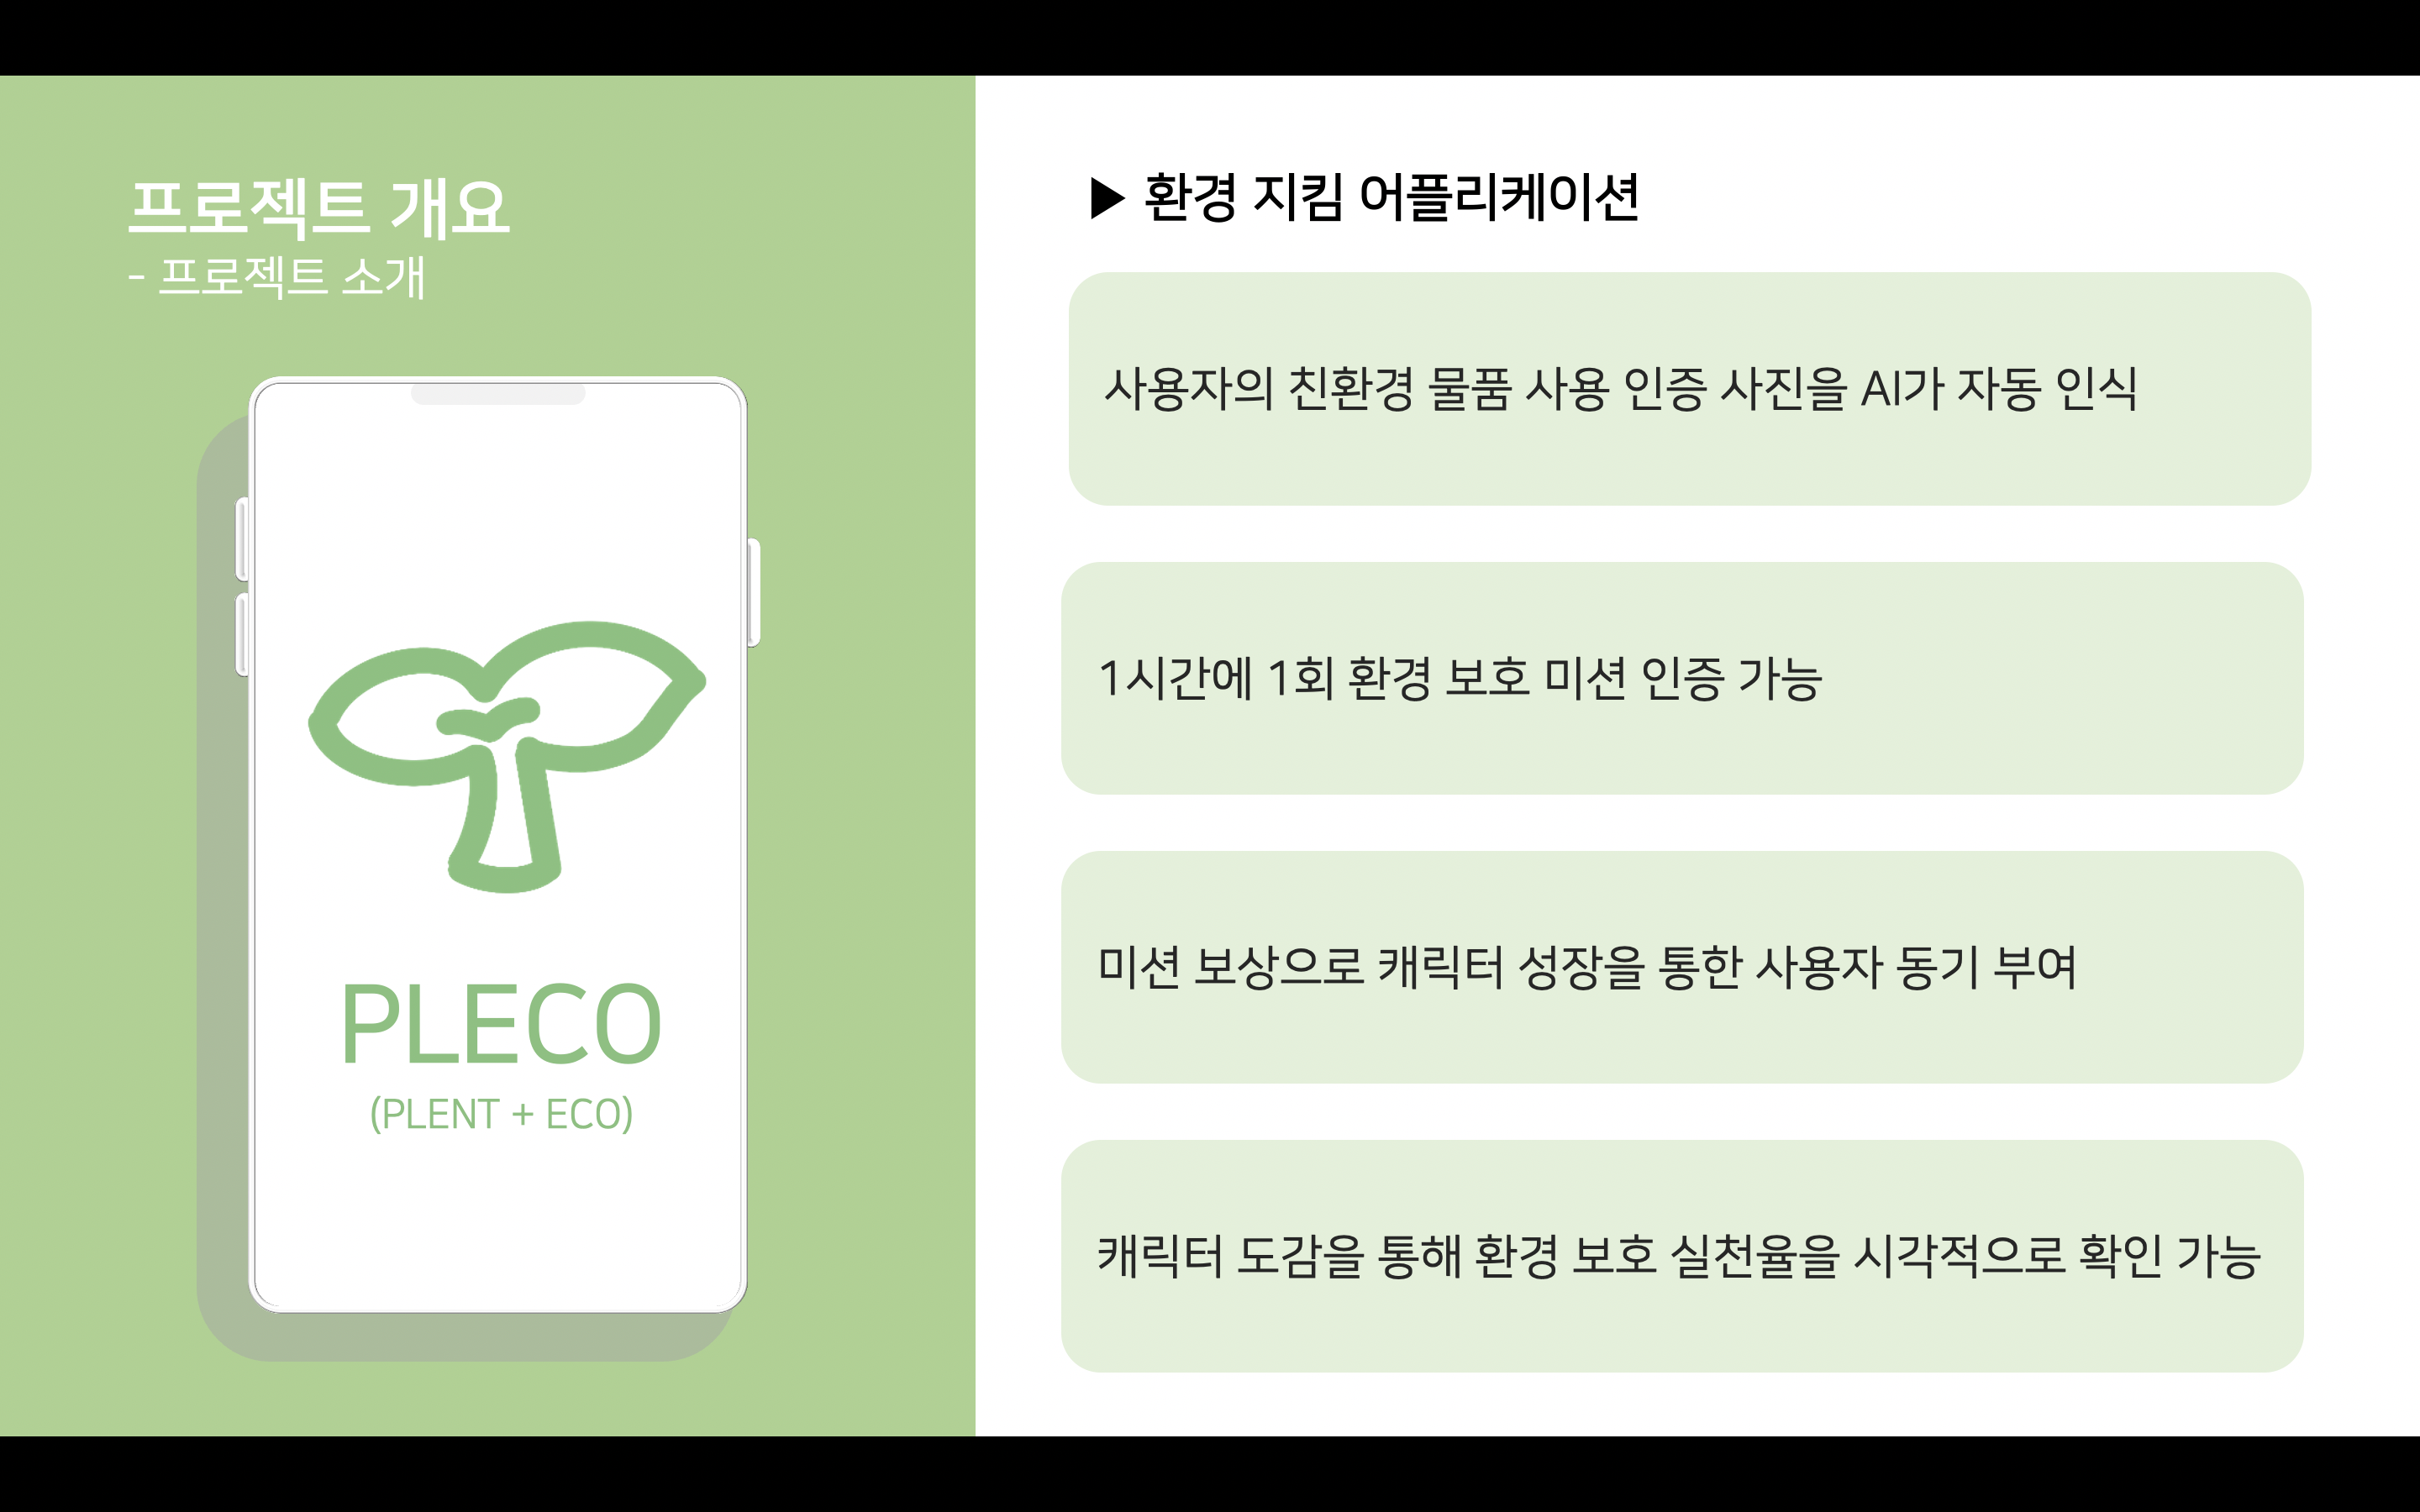 프로젝트 개요
- 프로젝트 소개
PLECO
(PLENT + ECO)
▶ 환경 지킴 어플리케이션
사용자의 친환경 물품 사용 인증 사진을 AI가 자동 인식
1시간에 1회 환경 보호 미션 인증 가능
미션 보상으로 캐릭터 성장을 통한 사용자 동기 부여
캐릭터 도감을 통해 환경 보호 실천율을 시각적으로 확인 가능